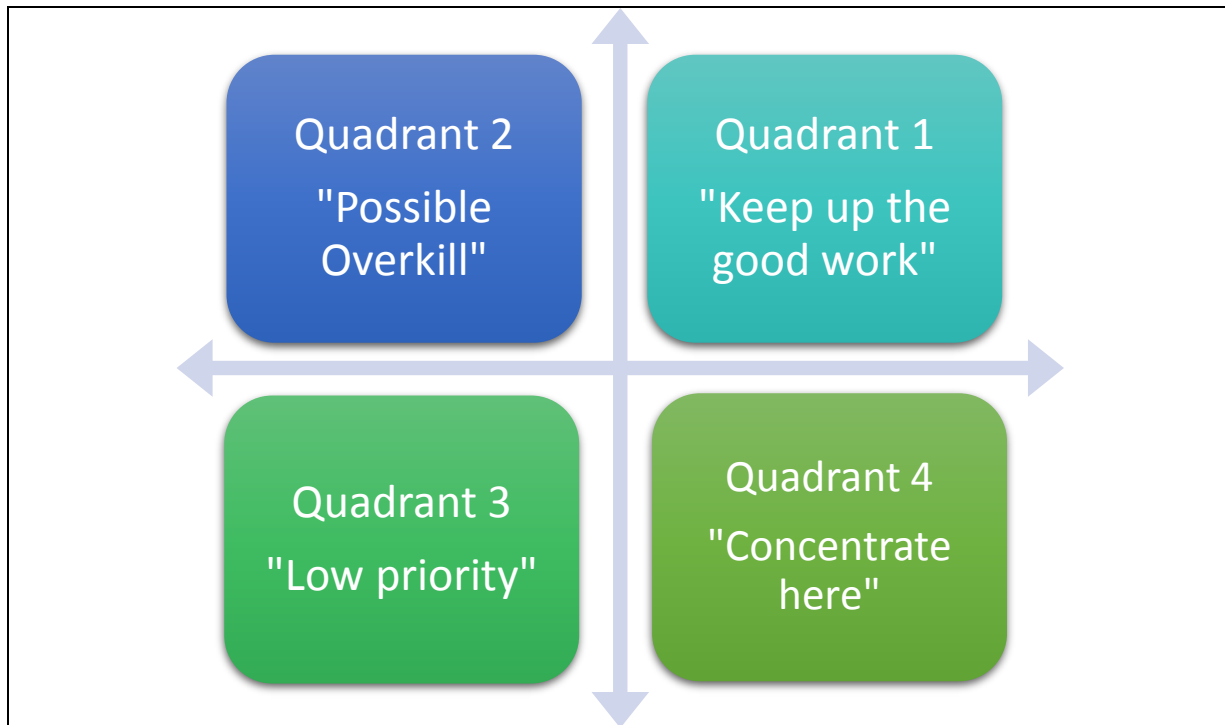 Quadrant 2
"Possible
Overkill"
Quadrant 1
"Keep up the
good work"
Quadrant 3
"Low priority"
Quadrant 4
"Concentrate
here"